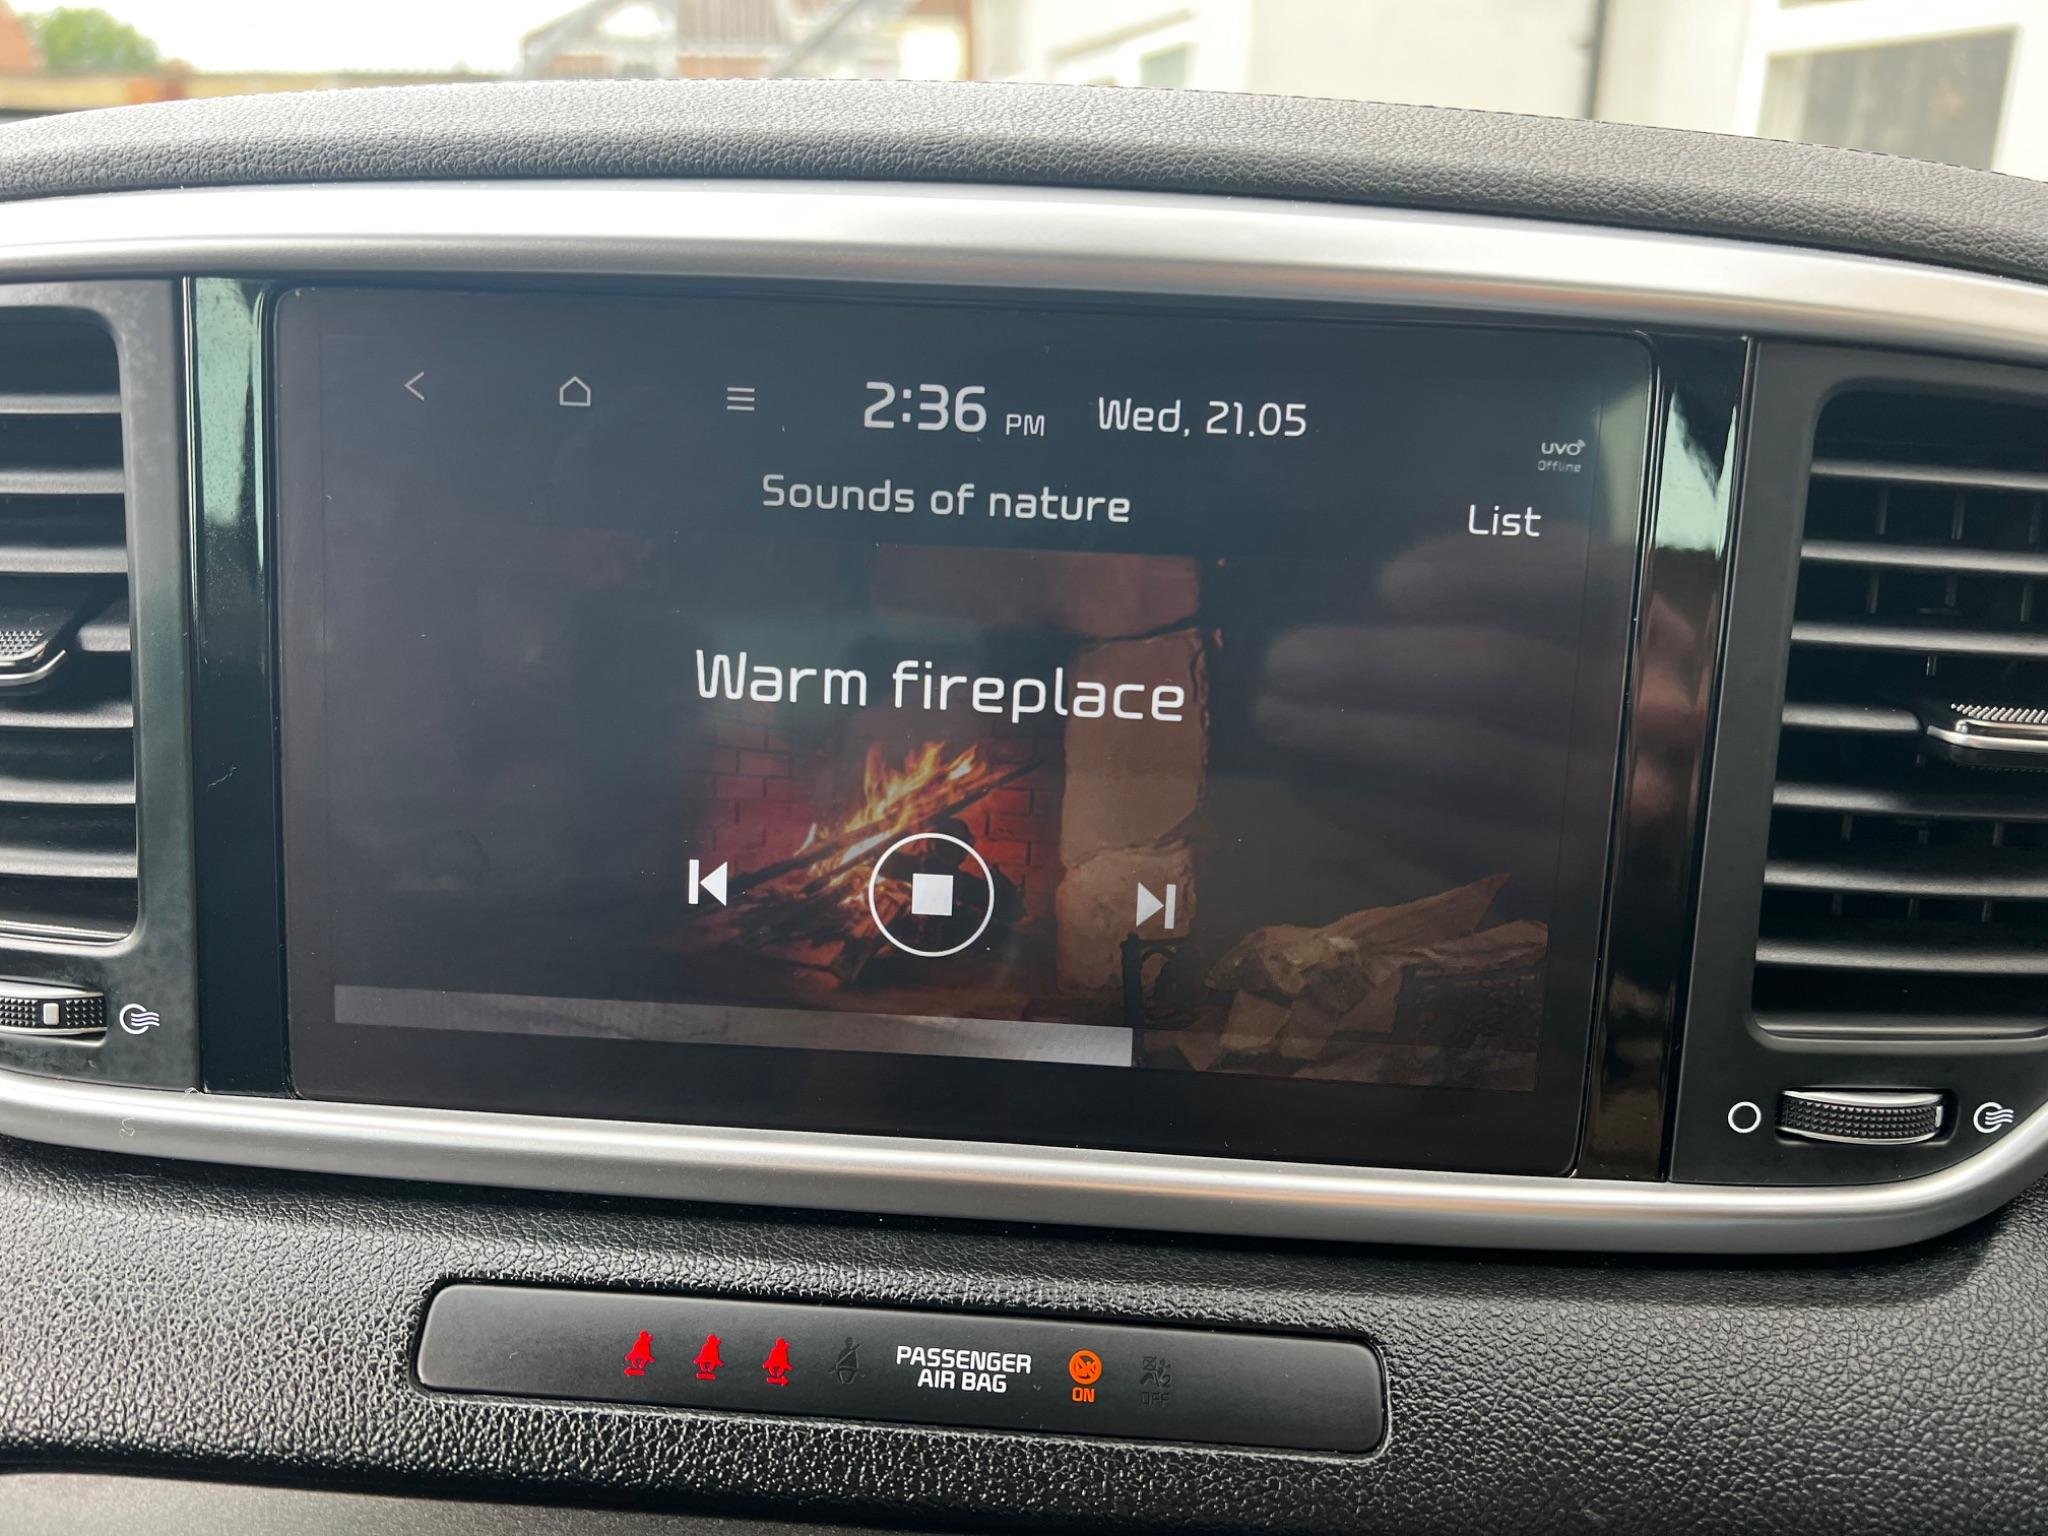 2:36 PM Wed, 21.05
UVO
Offline
Sounds of nature
List
Warm fireplace
PASSENGER
AIR BAG
ON
OFF